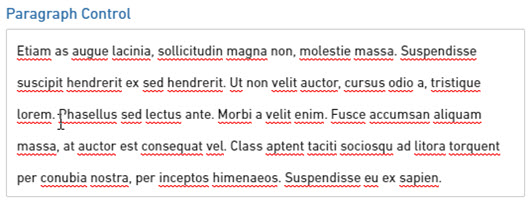 Paragraph Control
Etiam as augue lacinia, sollicitudin magna non, molestie massa. Suspendisse
suscipit hendrerit ex sed hendrerit. Ut non velit auctor, cursus odio a, tristique
lorem. Phasellus sed lectus ante. Morbi a velit enim. Fusce accumsan aliquam
massa, at auctor est consequat vel. Class aptent taciti sociosqu ad litora torquent
per conubia nostra, per inceptos himenaeos. Suspendisse eu ex sapien.